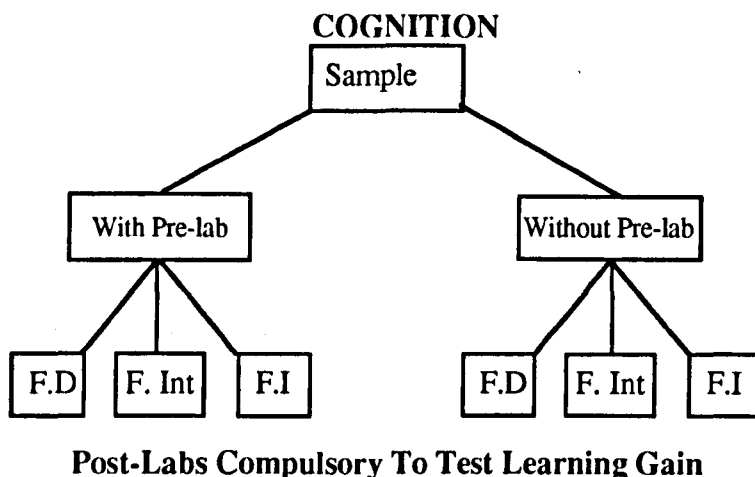 COGNITION
Sample
With Pre-lab
Without Pre-lab
F.D
F. Int
F.I
F.D
F. Int
F.I
Post-Labs Compulsory To Test Learning Gain